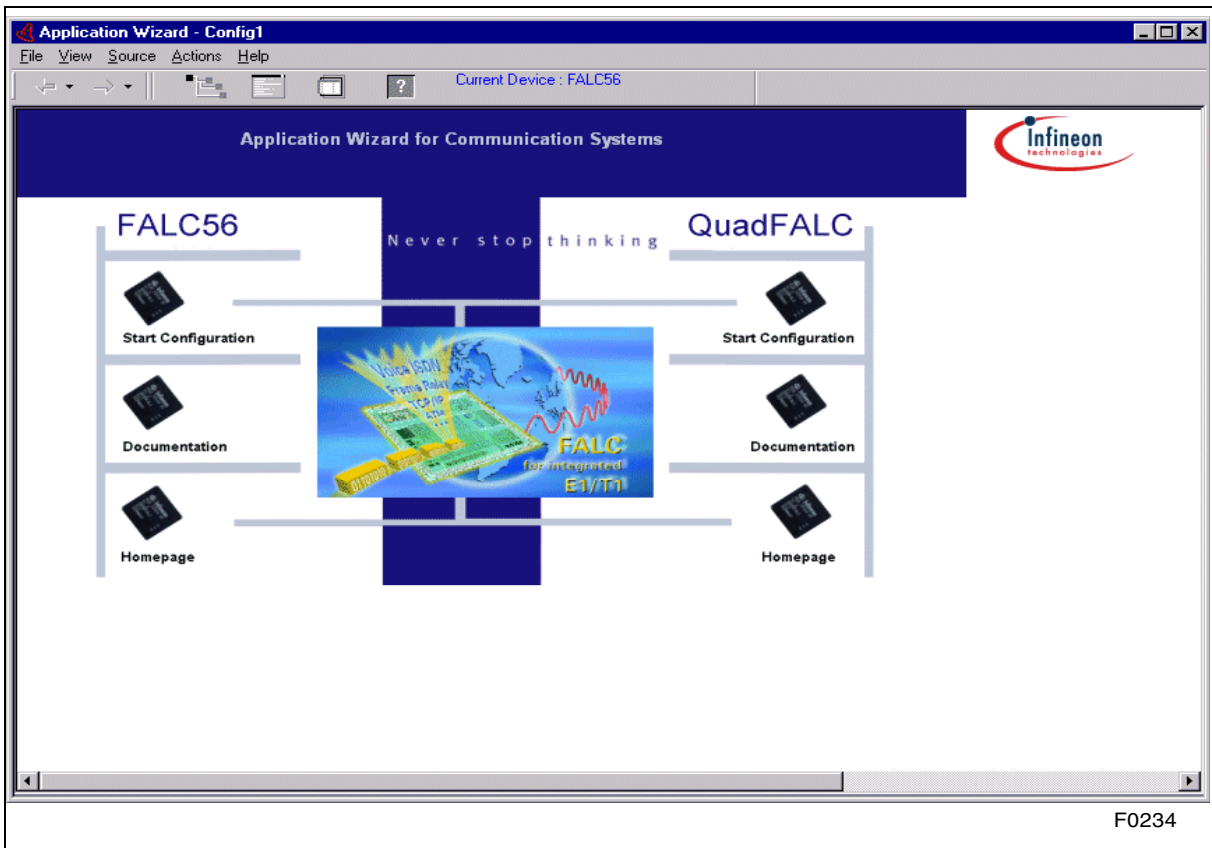 Application Wizard - Config1
File View Source Actions Help
Current Device : FALC56
Application Wizard for Communication Systems
Infineon
technologies
FALC56
Never stop thinking
QuadFALC
Start Configuration
Start Configuration
Voice ISDN
Frame Relay
TCP/IP
ATM
FALC
for integrated
E1/T1
Documentation
Documentation
Homepage
Homepage
F0234